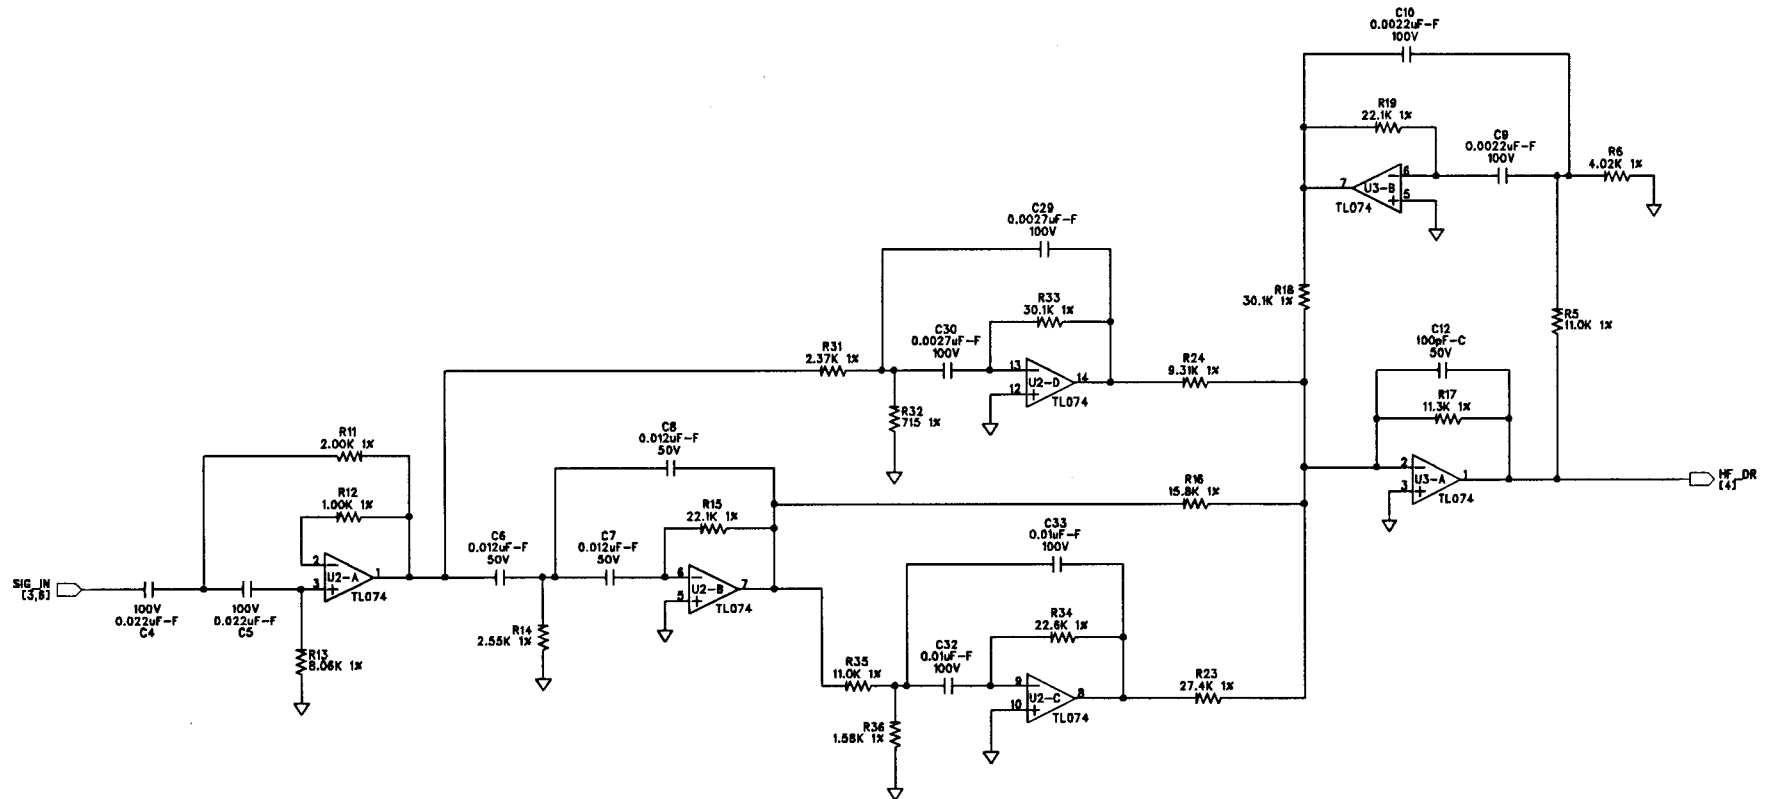 C10
0.0022uF-F
100V
R19
22.1K 1%
C9
0.0022uF-F
100V
R6
4.02K 1%
7
U3-B
6
5
TL074
C29
0.0027uF-F
100V
R33
30.1K 1%
R18
30.1K 1%
R5
11.0K 1%
C30
0.0027uF-F
100V
R31
2.37K 1%
13
12
U2-D
14
TL074
R24
9.31K 1%
C12
100pF-C
50V
R17
11.3K 1%
R32
715 1%
C8
0.012uF-F
50V
R11
2.00K 1%
R12
1.00K 1%
2
3
U3-A
1
TL074
HF_DR
[4]
R16
15.8K 1%
R15
22.1K 1%
C6
0.012uF-F
50V
C7
0.012uF-F
50V
C33
0.01uF-F
100V
2
3
U2-A
1
TL074
SIG_IN
[3,8]
6
5
U2-B
7
TL074
100V
0.022uF-F
C4
100V
0.022uF-F
C5
R34
22.6K 1%
R14
2.55K 1%
R13
8.06K 1%
R35
11.0K 1%
C32
0.01uF-F
100V
9
10
U2-C
8
TL074
R23
27.4K 1%
R36
1.58K 1%